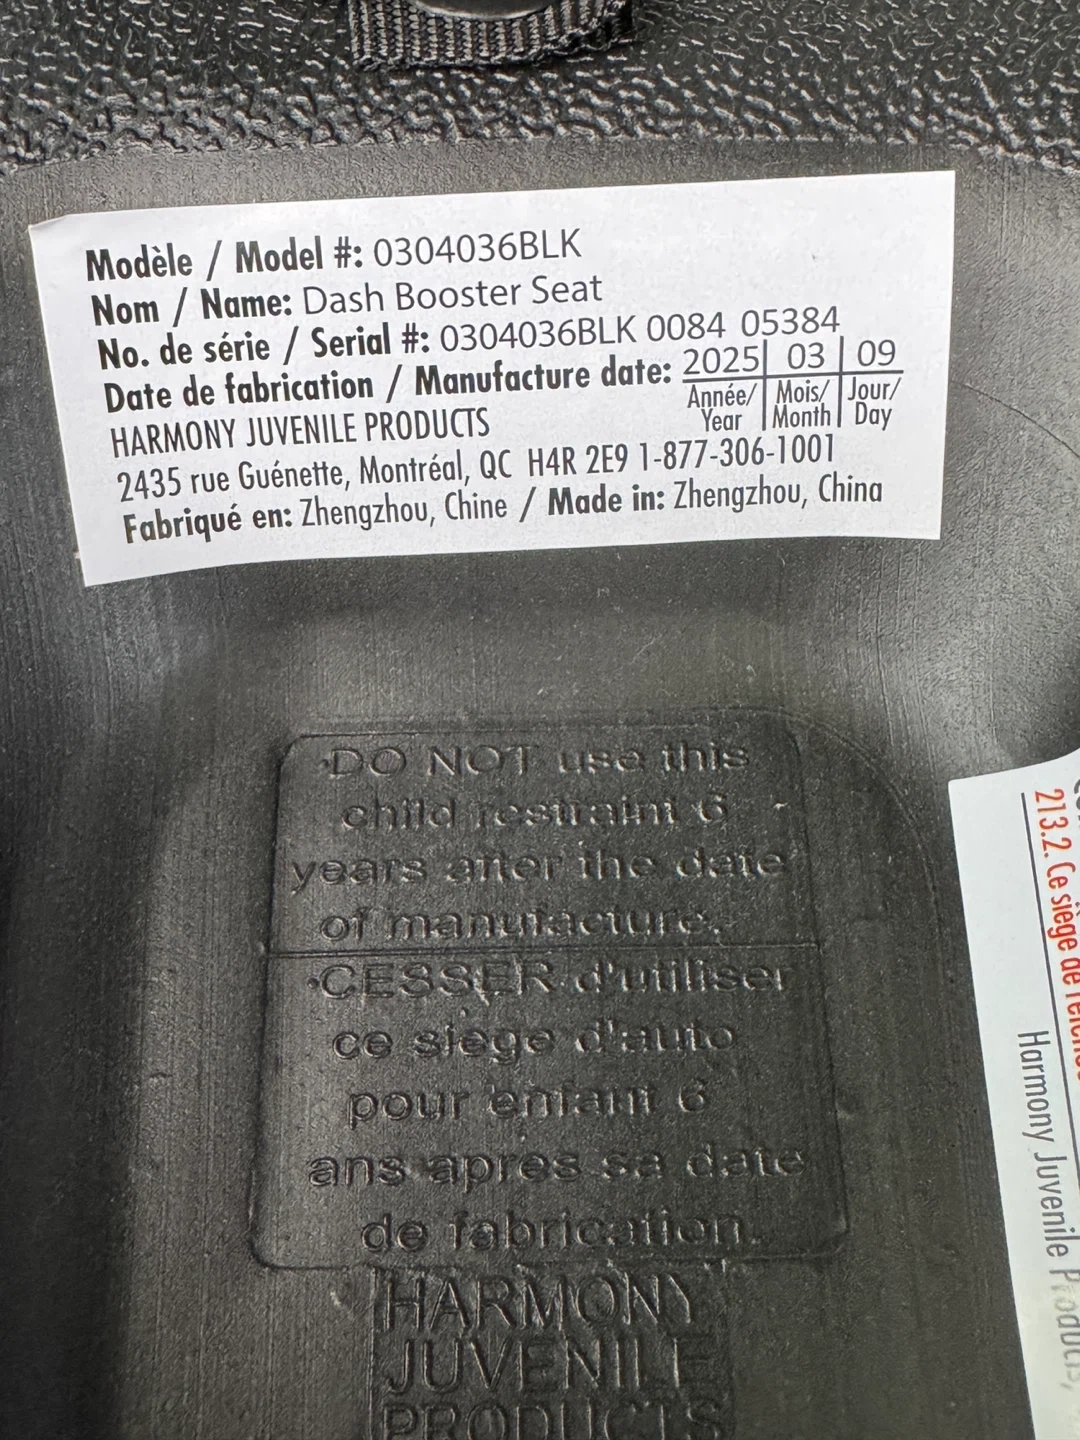 Modèle / Model #: 0304036BLK
Nom / Name: Dash Booster Seat
No. de série / Serial #: 0304036BLK 0084 05384
Date de fabrication / Manufacture date: 2025 | 03 | 09
Année/ Year | Mois/ Month | Jour/ Day
HARMONY JUVENILE PRODUCTS
2435 rue Guénette, Montréal, QC H4R 2E9 1-877-306-1001
Fabriqué en: Zhengzhou, Chine / Made in: Zhengzhou, China
•DO NOT use this
child restraint 6
years after the date
of manufacture.
•CESSER d'utiliser
ce siège d'auto
pour enfant 6
ans apres sa date
de fabrication.
HARMONY
JUVENILE
PRODUCTS
213.2. Ce siège de
Harmony Juvenile Products,